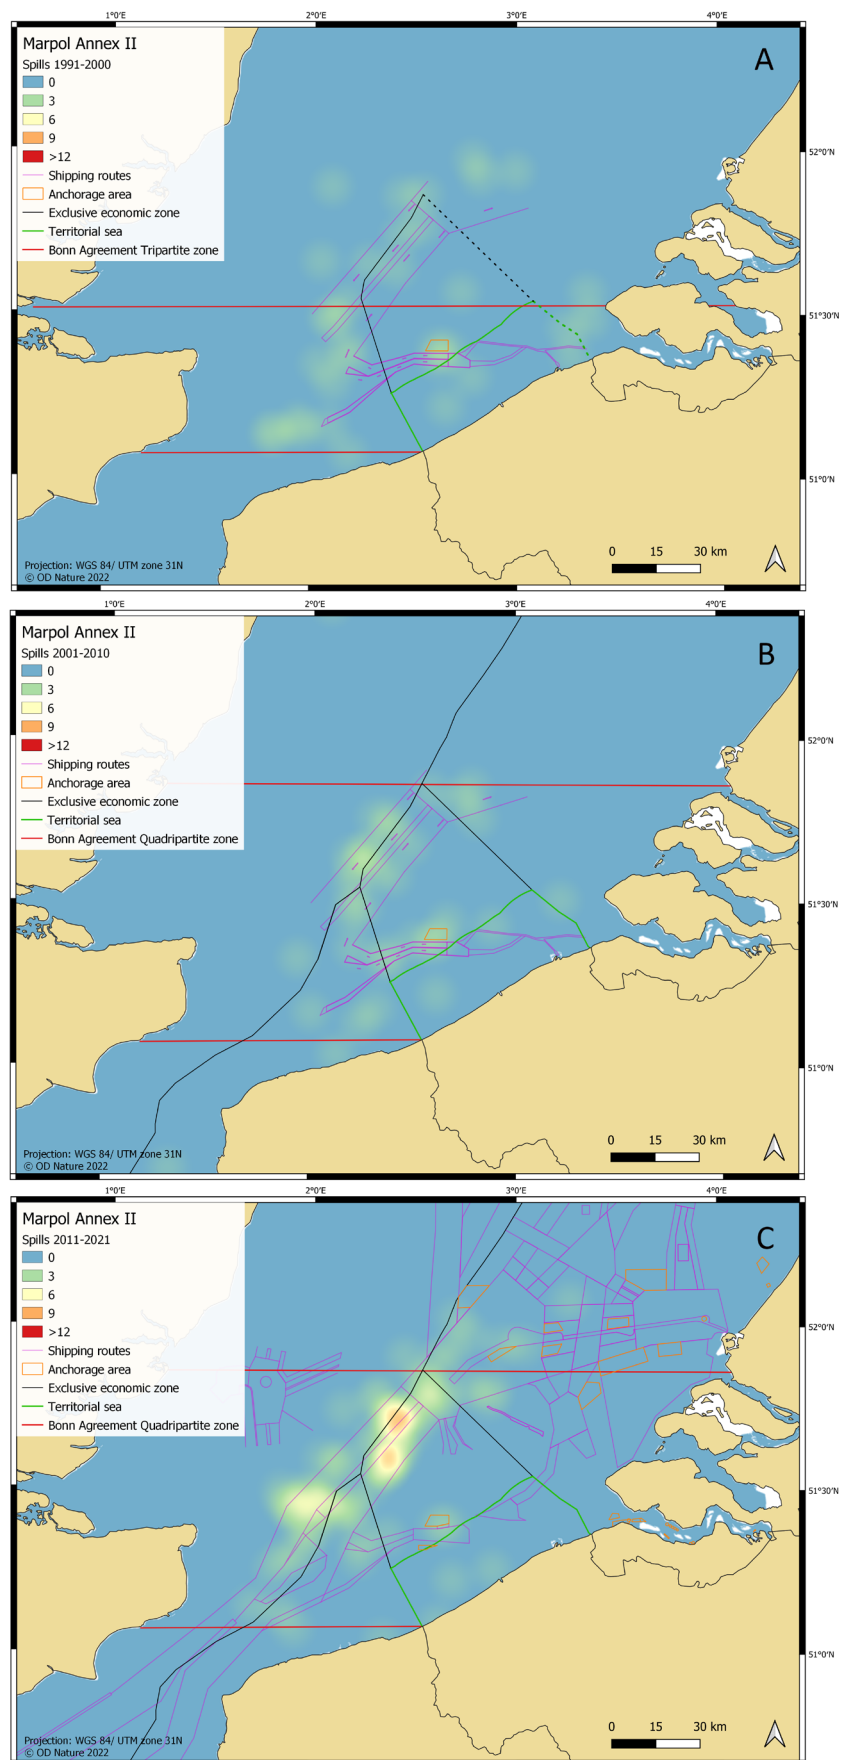 1°0'E 2°0'E 3°0'E 4°0'E
Marpol Annex II
Spills 1991-2000
0
3
6
9
>12
Shipping routes
Anchorage area
Exclusive economic zone
Territorial sea
Bonn Agreement Tripartite zone
A
52°0'N
51°30'N
51°0'N
Projection: WGS 84/ UTM zone 31N
© OD Nature 2022
0 15 30 km
1°0'E 2°0'E 3°0'E 4°0'E
Marpol Annex II
Spills 2001-2010
0
3
6
9
>12
Shipping routes
Anchorage area
Exclusive economic zone
Territorial sea
Bonn Agreement Quadripartite zone
B
52°0'N
51°30'N
51°0'N
Projection: WGS 84/ UTM zone 31N
© OD Nature 2022
0 15 30 km
1°0'E 2°0'E 3°0'E 4°0'E
Marpol Annex II
Spills 2011-2021
0
3
6
9
>12
Shipping routes
Anchorage area
Exclusive economic zone
Territorial sea
Bonn Agreement Quadripartite zone
C
52°0'N
51°30'N
51°0'N
Projection: WGS 84/ UTM zone 31N
© OD Nature 2022
0 15 30 km